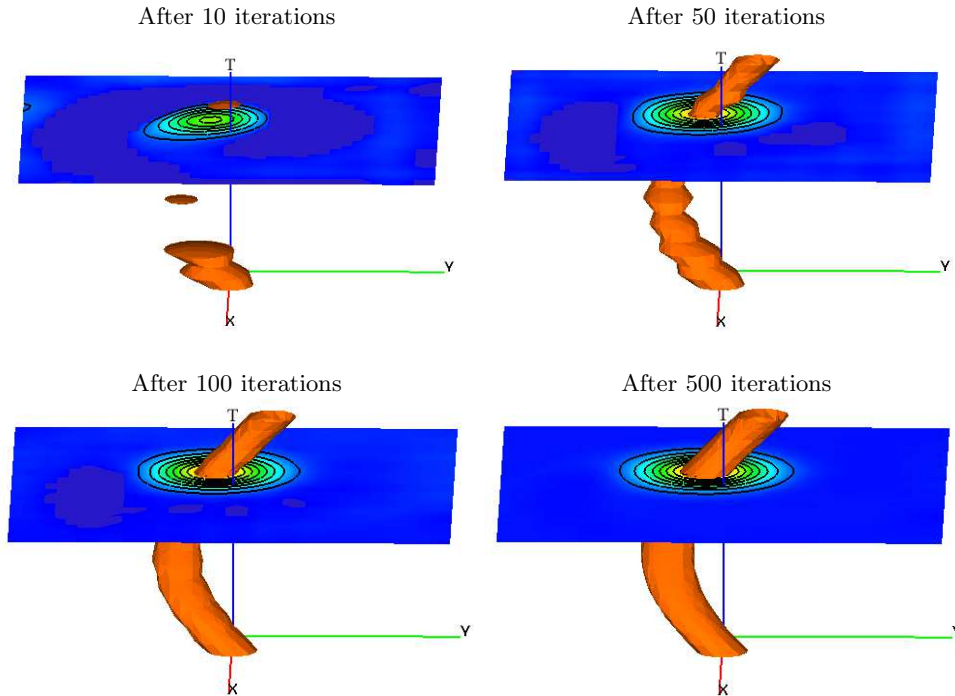 After 10 iterations
After 50 iterations
T
T
Y
Y
X
X
After 100 iterations
After 500 iterations
T
T
Y
Y
X
X